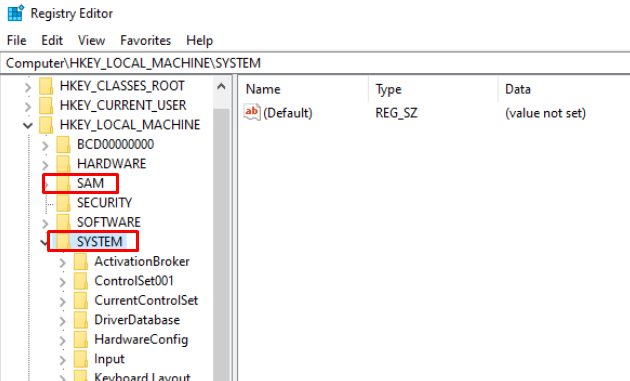 Registry Editor
File Edit View Favorites Help
Computer\HKEY_LOCAL_MACHINE\SYSTEM
HKEY_CLASSES_ROOT
HKEY_CURRENT_USER
HKEY_LOCAL_MACHINE
BCD00000000
HARDWARE
SAM
SECURITY
SOFTWARE
SYSTEM
ActivationBroker
ControlSet001
CurrentControlSet
DriverDatabase
HardwareConfig
Input
Keyboard Layout
Name Type Data
ab (Default) REG_SZ (value not set)